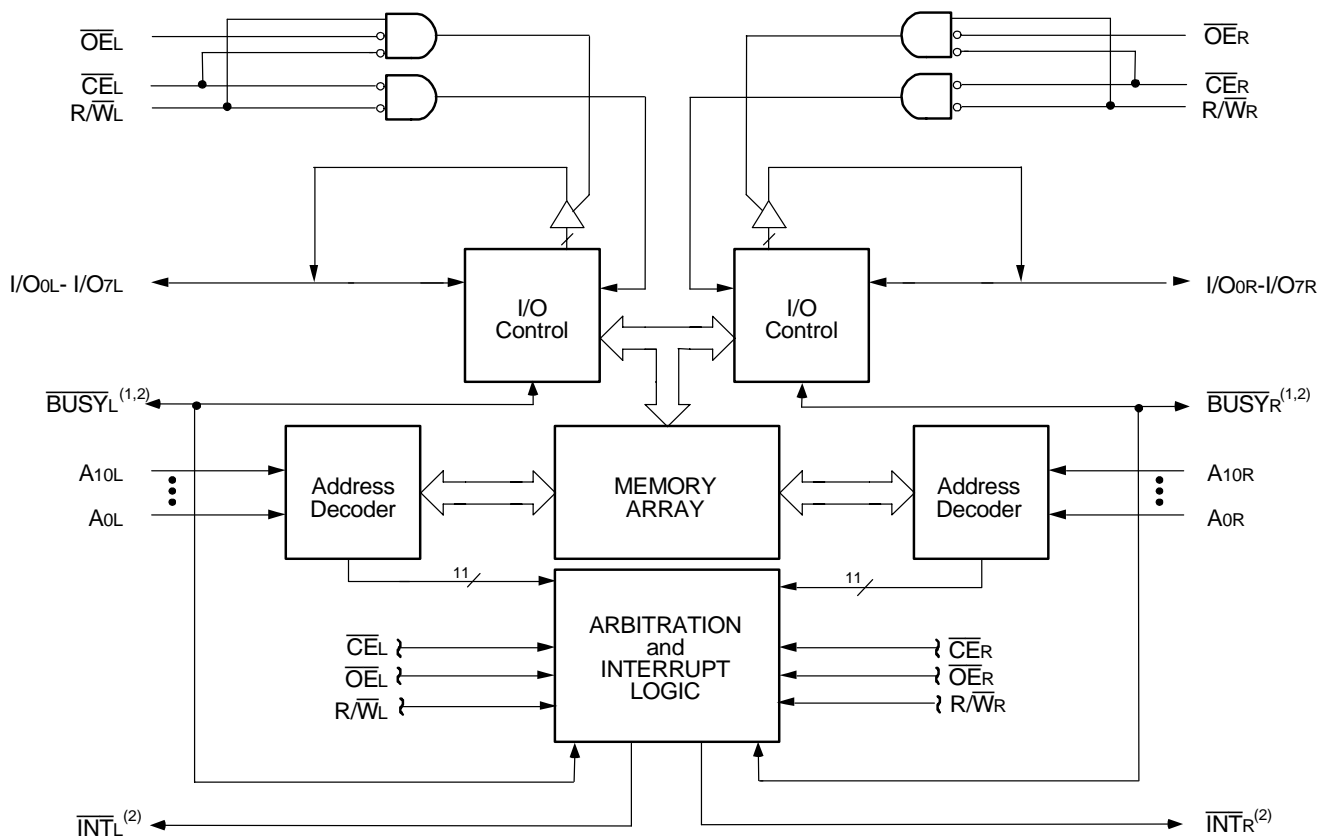 OEL
OER
CEL
CER
R/WL
R/WR
I/O0L- I/O7L
I/O Control
I/O Control
I/O0R-I/O7R
BUSYL(1,2)
BUSYR(1,2)
A10L
Address Decoder
MEMORY ARRAY
Address Decoder
A10R
A0L
A0R
11
11
ARBITRATION and INTERRUPT LOGIC
CEL
CER
OEL
OER
R/WL
R/WR
INTL(2)
INTR(2)